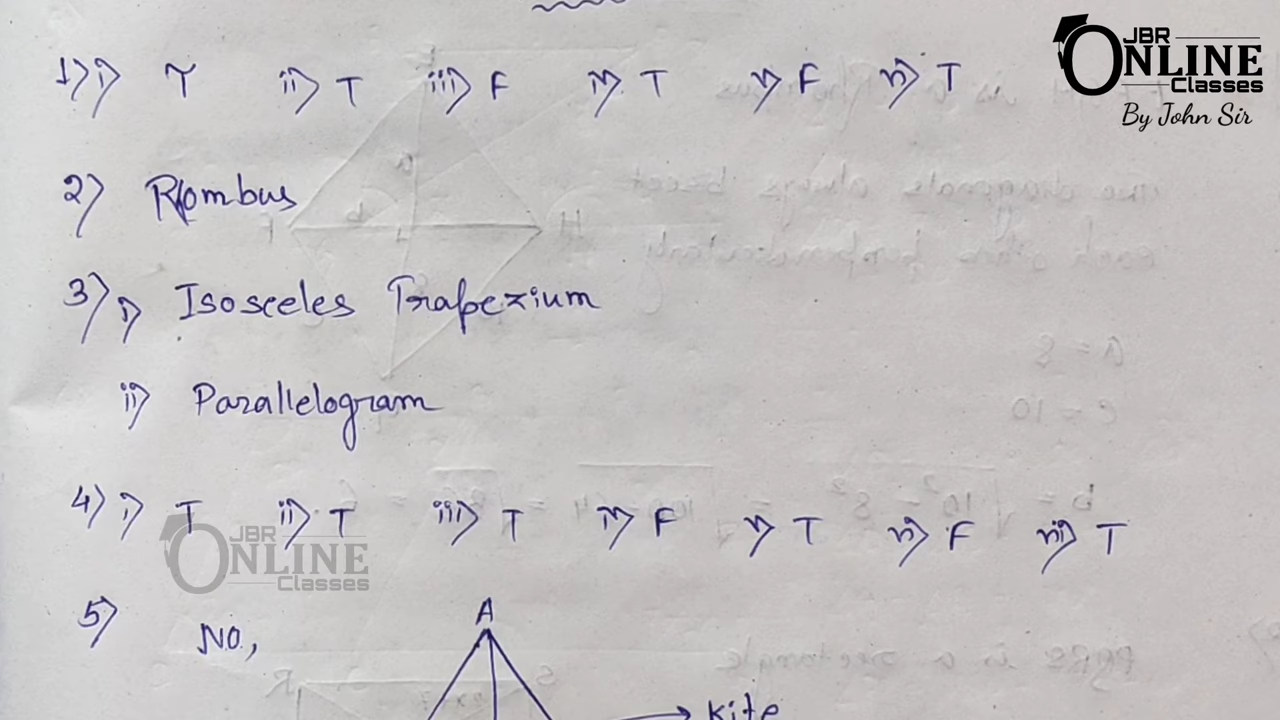 JBR
ONLINE
Classes
By John Sir
1) i) T ii) T iii) F iv) T v) F vi) T
2) Rhombus
3) i) Isosceles Trapezium
ii) Parallelogram
4) i) T ii) T iii) T iv) F v) T vi) F vii) T
JBR
ONLINE
Classes
5) No,
A
Kite